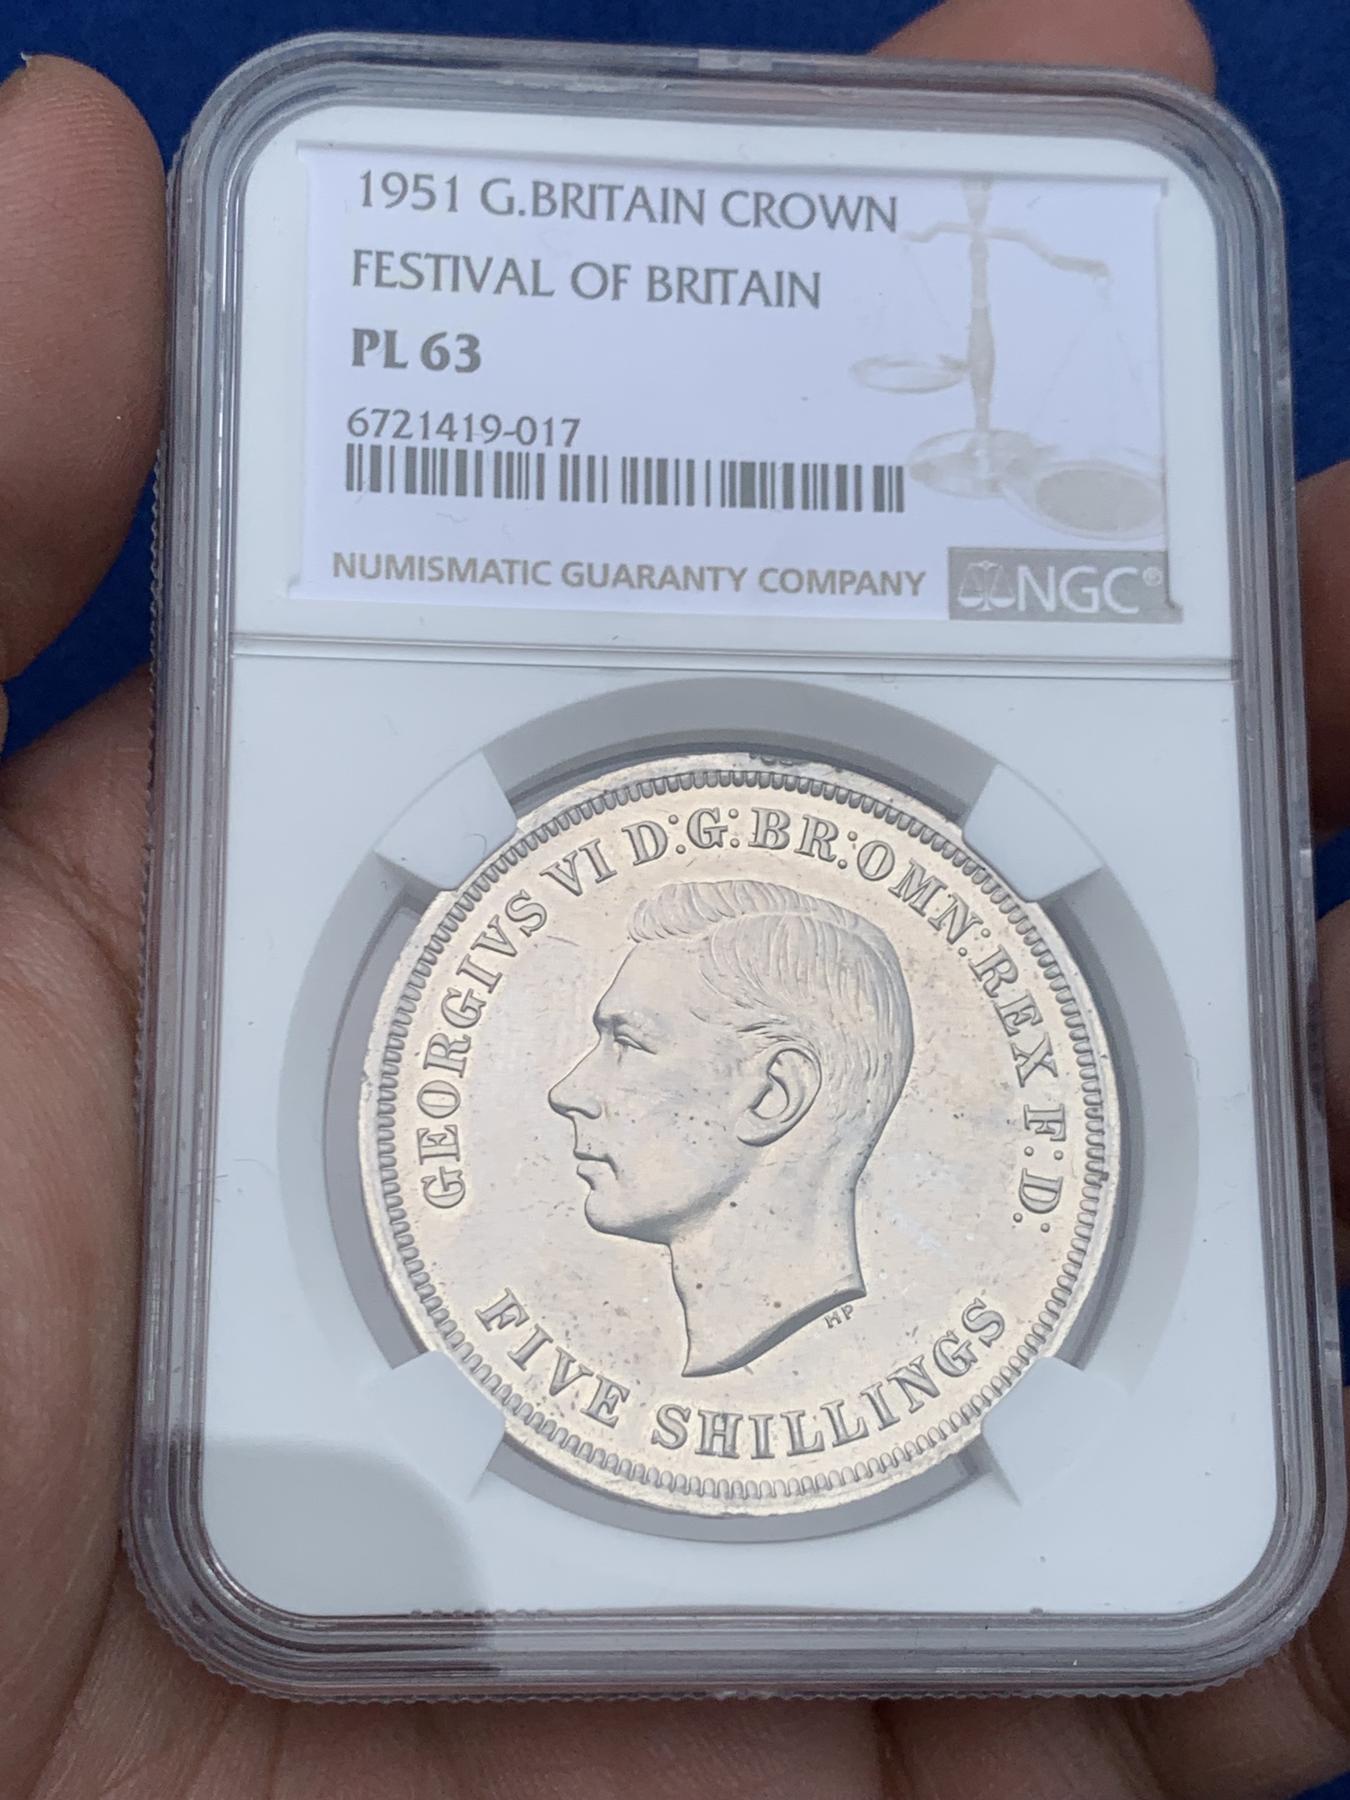 1951 G.BRITAIN CROWN
FESTIVAL OF BRITAIN
PL 63
6721419-017
NUMISMATIC GUARANTY COMPANY
NGC®
GEORGIVS VI D:G:BR:OMN:REX F:D:
HP
FIVE SHILLINGS